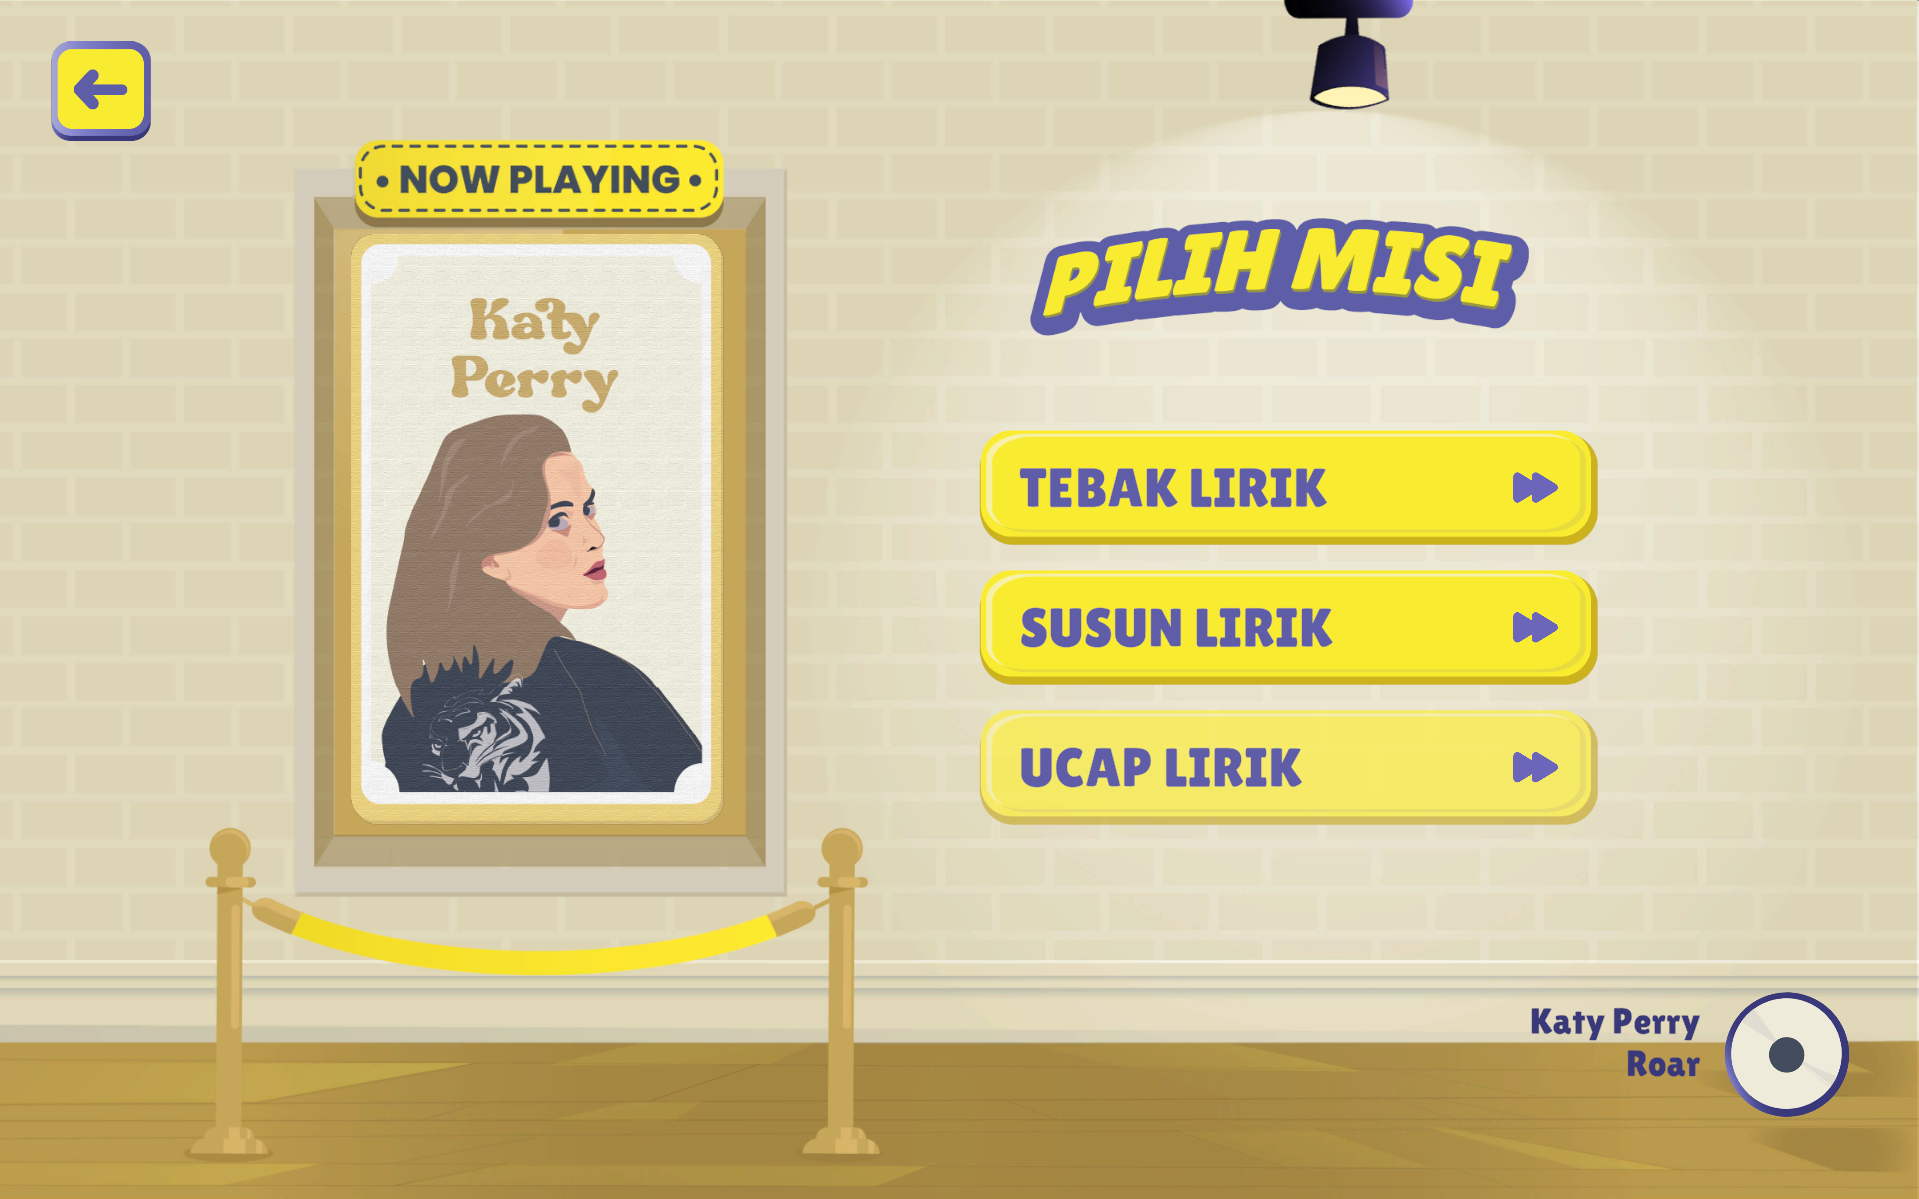 NOW PLAYING
Katy
Perry
PILIH MISI
TEBAK LIRIK
SUSUN LIRIK
UCAP LIRIK
Katy Perry
Roar